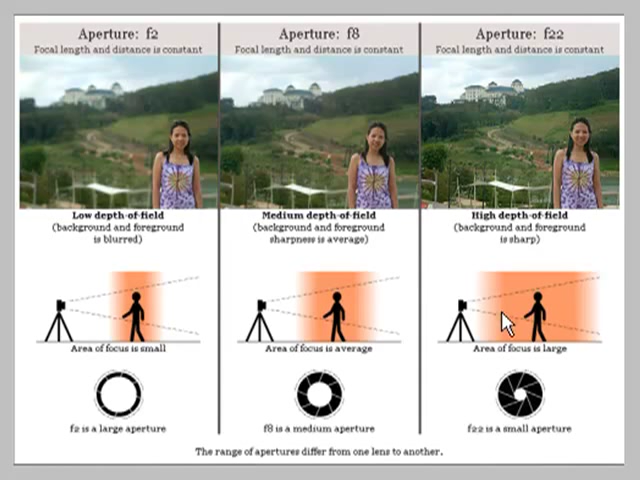 Aperture: f2
Focal length and distance is constant
Low depth-of-field
(background and foreground
is blurred)
Area of focus is small
f2 is a large aperture
Aperture: f8
Focal length and distance is constant
Medium depth-of-field
(background and foreground
sharpness is average)
Area of focus is average
f8 is a medium aperture
Aperture: f22
Focal length and distance is constant
High depth-of-field
(background and foreground
is sharp)
Area of focus is large
f22 is a small aperture
The range of apertures differ from one lens to another.